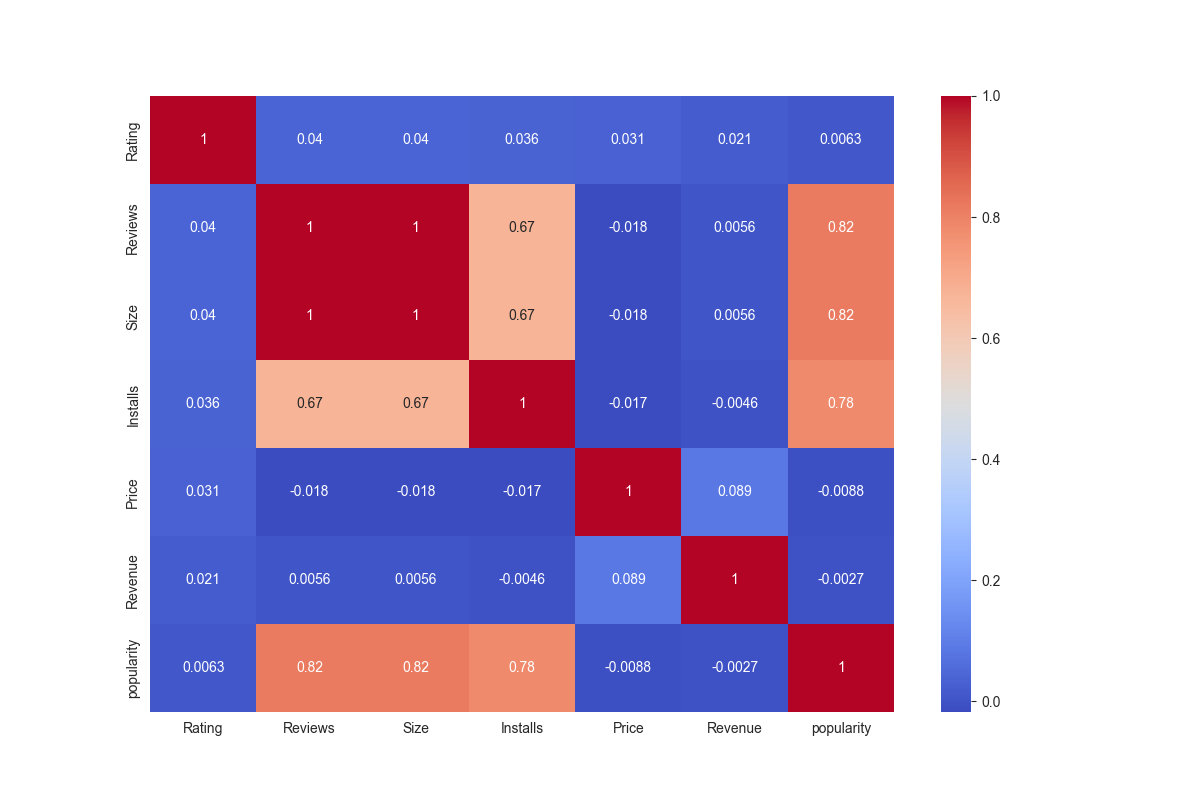 Rating 1 0.04 0.04 0.036 0.031 0.021 0.0063
Reviews 0.04 1 1 0.67 -0.018 0.0056 0.82
Size 0.04 1 1 0.67 -0.018 0.0056 0.82
Installs 0.036 0.67 0.67 1 -0.017 -0.0046 0.78
Price 0.031 -0.018 -0.018 -0.017 1 0.089 -0.0088
Revenue 0.021 0.0056 0.0056 -0.0046 0.089 1 -0.0027
popularity 0.0063 0.82 0.82 0.78 -0.0088 -0.0027 1
Rating Reviews Size Installs Price Revenue popularity
1.0
0.8
0.6
0.4
0.2
0.0